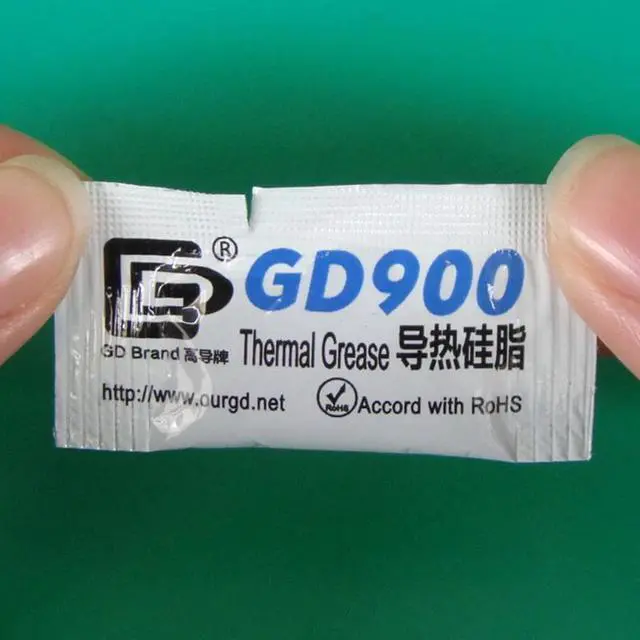 GD® GD900
GD Brand 高导牌 Thermal Grease 导热硅脂
http://www.ourgd.net RoHS Accord with RoHS